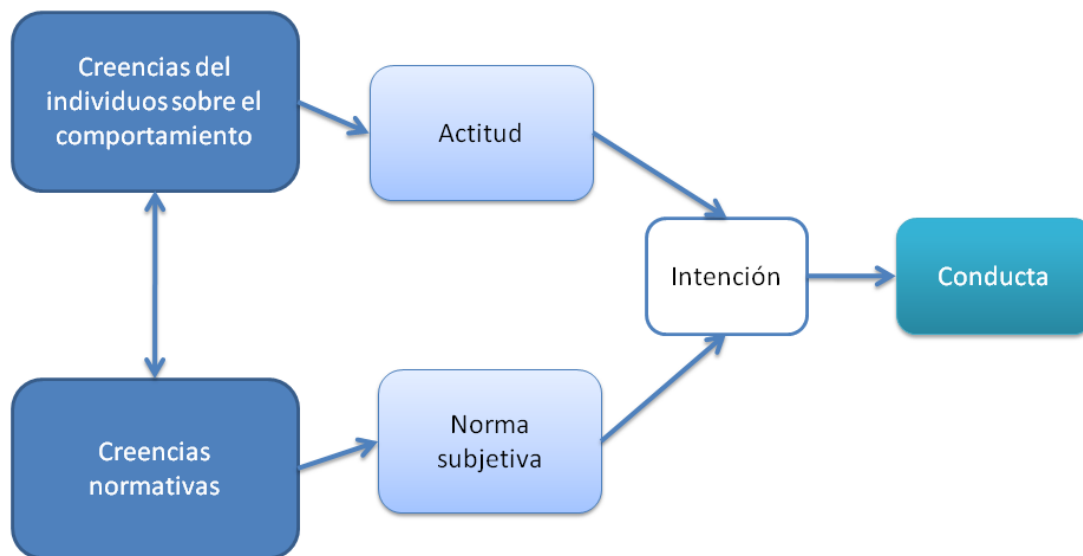 Creencias del
individuos sobre el
comportamiento
Actitud
Intención
Conducta
Norma
subjetiva
Creencias
normativas